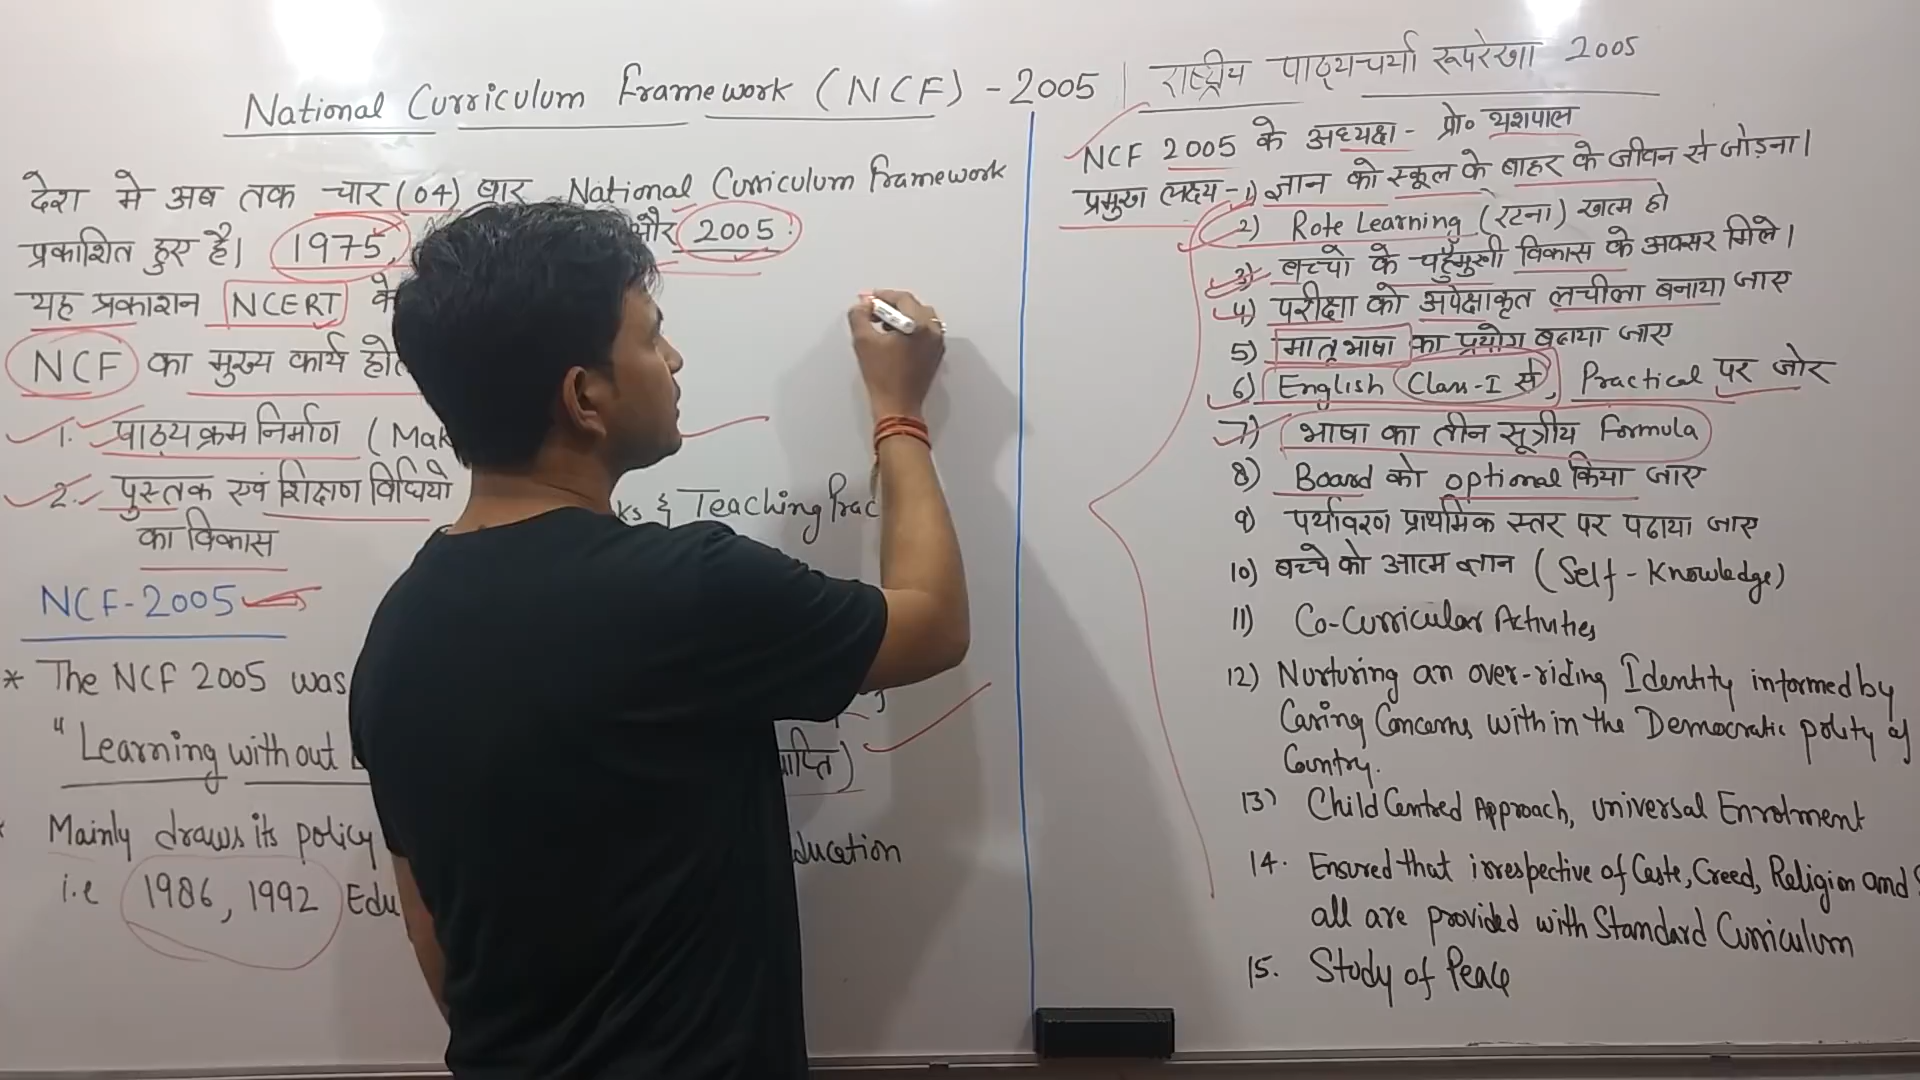 National Curriculum Framework (NCF) - 2005 | राष्ट्रीय पाठ्यचर्या रूपरेखा 2005
देश मे अब तक चार (04) बार National Curriculum Framework
प्रकाशित हुए है। 1975, और 2005.
यह प्रकाशन NCERT के
NCF का मुख्य कार्य
1. पाठ्यक्रम निर्माण (Mak
2. पुस्तक एवं शिक्षण विधियो ks & Teaching Prac
का विकास
NCF-2005
* The NCF 2005 was
"Learning without
Mainly draws its policy ducation
i.e 1986, 1992 Edu
NCF 2005 के अध्यक्ष - प्रो० यशपाल
प्रमुख लक्ष्य - 1) ज्ञान को स्कूल के बाहर के जीवन से जोड़ना।
2) Rote Learning (रटना) खत्म हो
3) बच्चो के चहुँमुखी विकास के अवसर मिले।
4) परीक्षा को अपेक्षाकृत लचीला बनाया जाए
5) मातृभाषा का प्रयोग बढाया जाए
6) English Class-I से, Practical पर जोर
7) भाषा का तीन सूत्रीय Formula
8) Board को optional किया जाए
9) पर्यावरण प्राथमिक स्तर पर पढाया जाए
10) बच्चे को आत्म ज्ञान (Self-Knowledge)
11) Co-Curricular Activities
12) Nurturing an over-riding Identity informed by
Caring Concerns within the Democratic polity of
Country.
13) Child Centred Approach, universal Enrolment
14. Ensured that irrespective of Caste, Creed, Religion and
all are provided with Standard Curriculum
15. Study of Peace